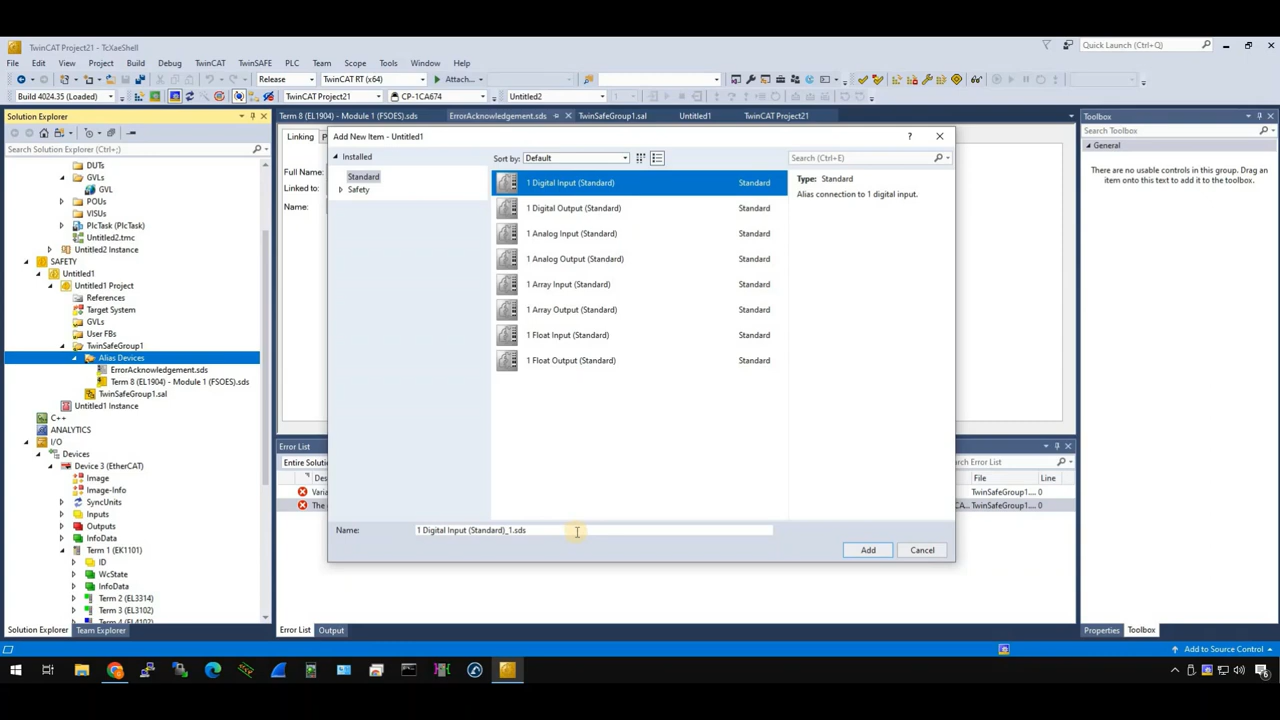 TwinCAT Project21 - TcXaeShell
Quick Launch (Ctrl+Q)
File Edit View Project Build Debug TwinCAT TwinSAFE PLC Team Scope Tools Window Help
Release TwinCAT RT (x64) Attach...
Build 4024.35 (Loaded) TwinCAT Project21 CP-1CA674 Untitled2
Solution Explorer
Search Solution Explorer (Ctrl+;)
DUTs
GVLs
GVL
POUs
VISUs
PlcTask (PlcTask)
Untitled2.tmc
Untitled2 Instance
SAFETY
Untitled1
Untitled1 Project
References
Target System
GVLs
User FBs
TwinSafeGroup1
Alias Devices
ErrorAcknowledgement.sds
Term 8 (EL1904) - Module 1 (FSOES).sds
TwinSafeGroup1.sal
Untitled1 Instance
C++
ANALYTICS
I/O
Devices
Device 3 (EtherCAT)
Image
Image-Info
SyncUnits
Inputs
Outputs
InfoData
Term 1 (EK1101)
ID
WcState
InfoData
Term 2 (EL3314)
Term 3 (EL3102)
Term 4 (EL4102)
Solution Explorer Team Explorer
Term 8 (EL1904) - Module 1 (FSOES).sds ErrorAcknowledgement.sds TwinSafeGroup1.sal Untitled1 TwinCAT Project21
Linking
Full Name:
Linked to:
Name:
Add New Item - Untitled1
Installed
Standard
Safety
Sort by: Default
Search (Ctrl+E)
1 Digital Input (Standard) Standard
1 Digital Output (Standard) Standard
1 Analog Input (Standard) Standard
1 Analog Output (Standard) Standard
1 Array Input (Standard) Standard
1 Array Output (Standard) Standard
1 Float Input (Standard) Standard
1 Float Output (Standard) Standard
Type: Standard
Alias connection to 1 digital input.
Name: 1 Digital Input (Standard)_1.sds
Add Cancel
Error List
Entire Solutio
earch Error List
Des
File Line
Varia
TwinSafeGroup1.... 0
The
CA... TwinSafeGroup1.... 0
Error List Output
Toolbox
Search Toolbox
General
There are no usable controls in this group. Drag an
item onto this text to add it to the toolbox.
Properties Toolbox
Add to Source Control
6